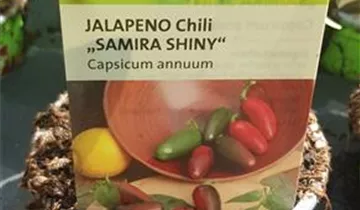 JALAPENO Chili
„SAMIRA SHINY“
Capsicum annuum